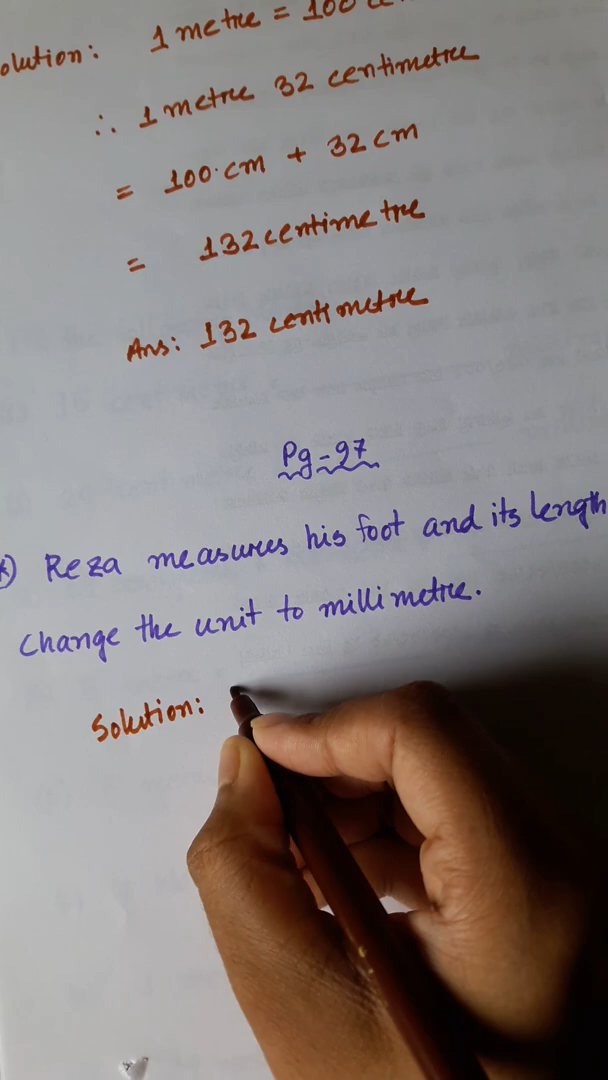 olution: 1 metre = 100
∴ 1 metre 32 centimetre
= 100 cm + 32 cm
= 132 centimetre
Ans: 132 centimetre
Pg-97
Reza measures his foot and its length
change the unit to millimetre.
Solution: